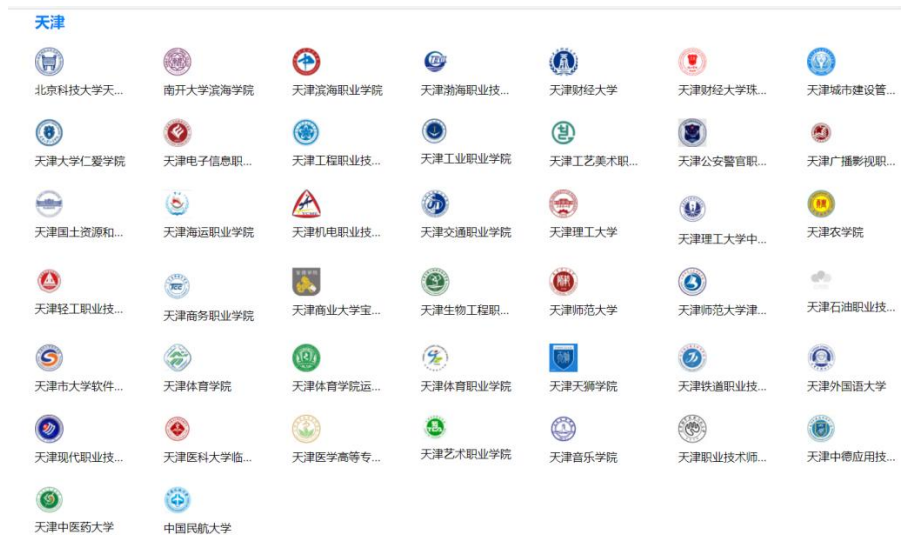 天津
北京科技大学天...
南开大学滨海学院
天津滨海职业学院
天津渤海职业技...
天津财经大学
天津财经大学珠...
天津城市建设管...
天津大学仁爱学院
天津电子信息职...
天津工程职业技...
天津工业职业学院
天津工艺美术职...
天津公安警官职...
天津广播影视职...
天津国土资源和...
天津海运职业学院
天津机电职业技...
天津交通职业学院
天津理工大学
天津理工大学中...
天津农学院
天津轻工职业技...
天津商务职业学院
天津商业大学宝...
天津生物工程职...
天津师范大学
天津师范大学津...
天津石油职业技...
天津市大学软件...
天津体育学院
天津体育学院运...
天津体育职业学院
天津天狮学院
天津铁道职业技...
天津外国语大学
天津现代职业技...
天津医科大学临...
天津医学高等专...
天津艺术职业学院
天津音乐学院
天津职业技术师...
天津中德应用技...
天津中医药大学
中国民航大学